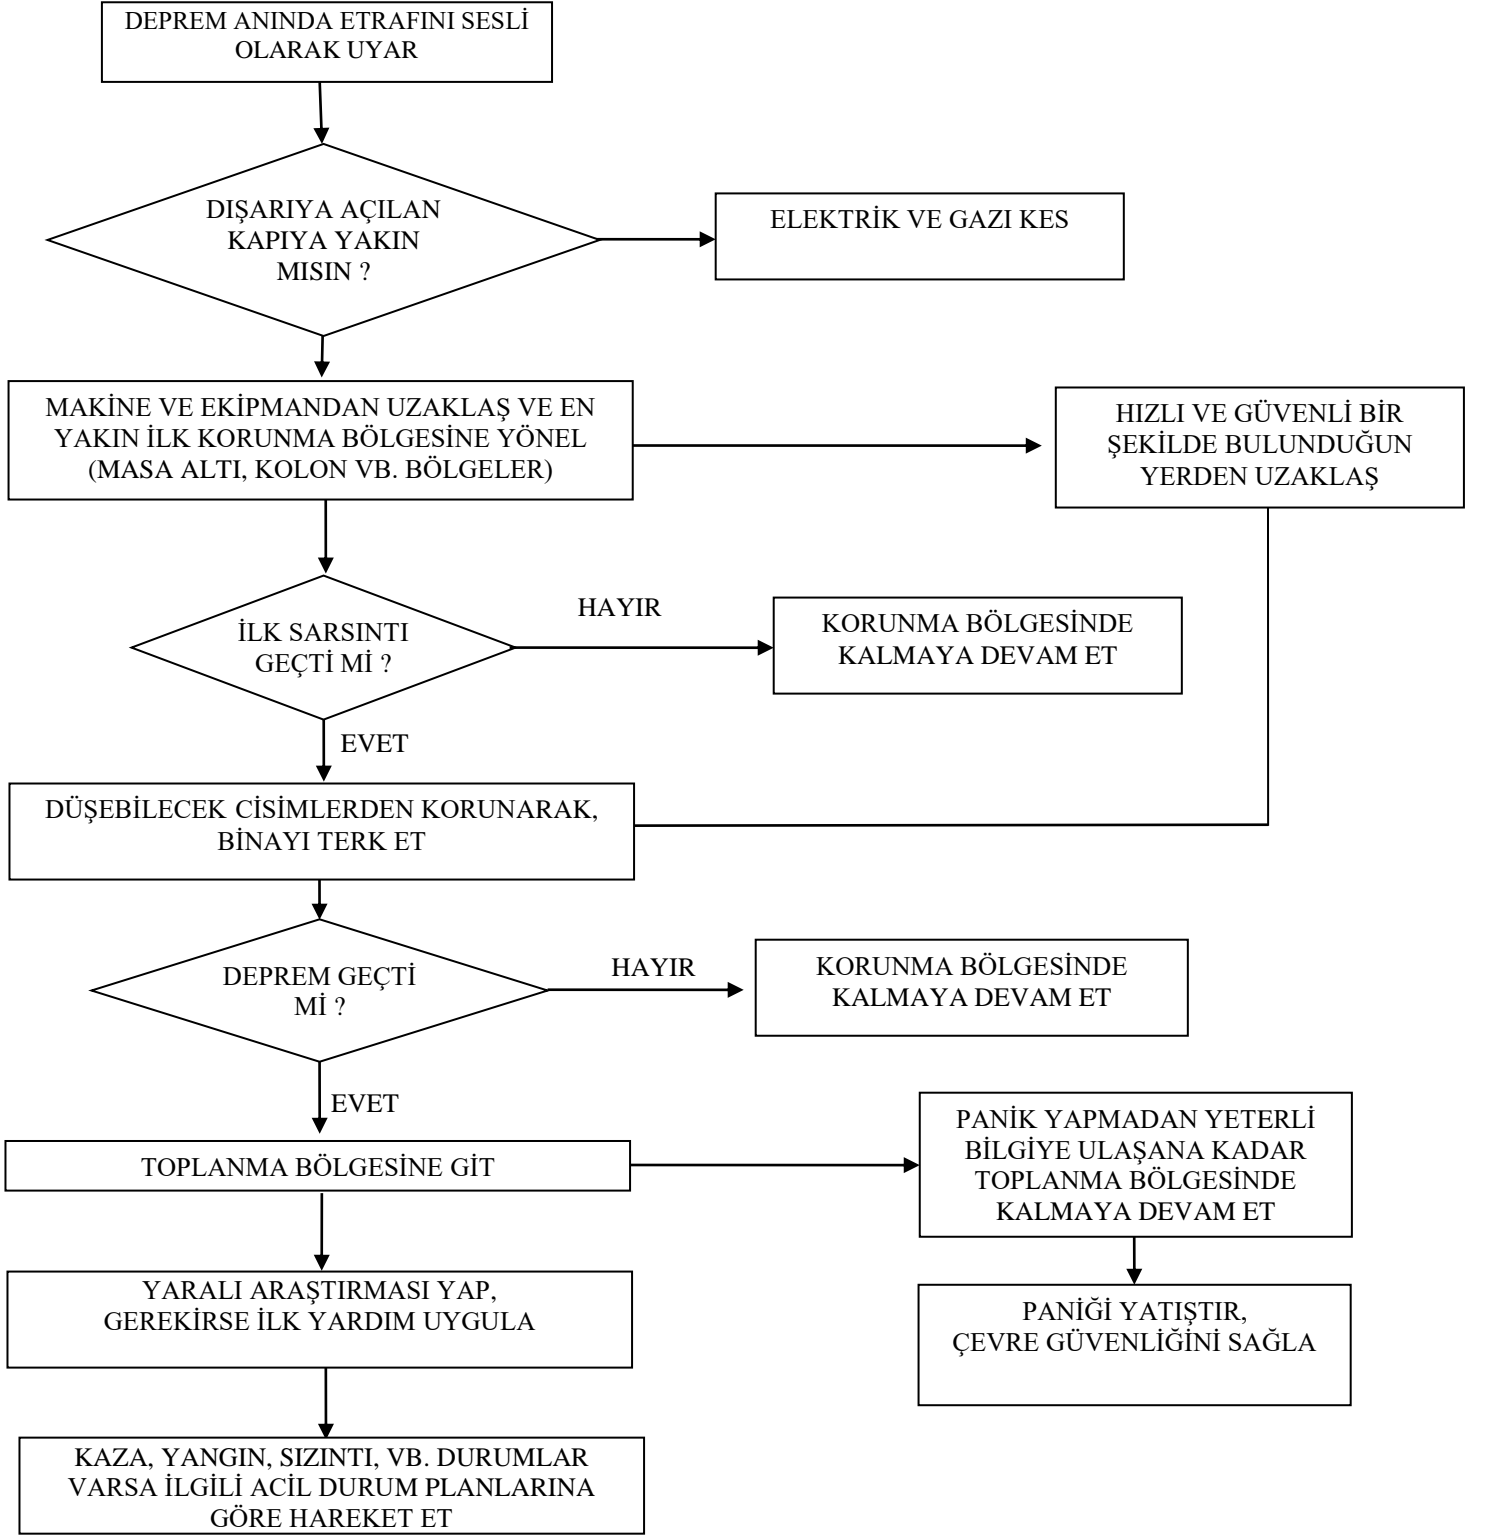 DEPREM ANINDA ETRAFINI SESLİ
OLARAK UYAR
DIŞARIYA AÇILAN
KAPIYA YAKIN
MISIN ?
ELEKTRİK VE GAZI KES
MAKİNE VE EKİPMANDAN UZAKLAŞ VE EN
YAKIN İLK KORUNMA BÖLGESİNE YÖNEL
(MASA ALTI, KOLON VB. BÖLGELER)
HIZLI VE GÜVENLİ BİR
ŞEKİLDE BULUNDUĞUN
YERDEN UZAKLAŞ
İLK SARSINTI
GEÇTİ Mİ ?
HAYIR
KORUNMA BÖLGESİNDE
KALMAYA DEVAM ET
EVET
DÜŞEBİLECEK CİSİMLERDEN KORUNARAK,
BİNAYI TERK ET
DEPREM GEÇTİ
Mİ ?
HAYIR
KORUNMA BÖLGESİNDE
KALMAYA DEVAM ET
EVET
TOPLANMA BÖLGESİNE GİT
PANİK YAPMADAN YETERLİ
BİLGİYE ULAŞANA KADAR
TOPLANMA BÖLGESİNDE
KALMAYA DEVAM ET
YARALI ARAŞTIRMASI YAP,
GEREKİRSE İLK YARDIM UYGULA
PANİĞİ YATIŞTIR,
ÇEVRE GÜVENLİĞİNİ SAĞLA
KAZA, YANGIN, SIZINTI, VB. DURUMLAR
VARSA İLGİLİ ACİL DURUM PLANLARINA
GÖRE HAREKET ET